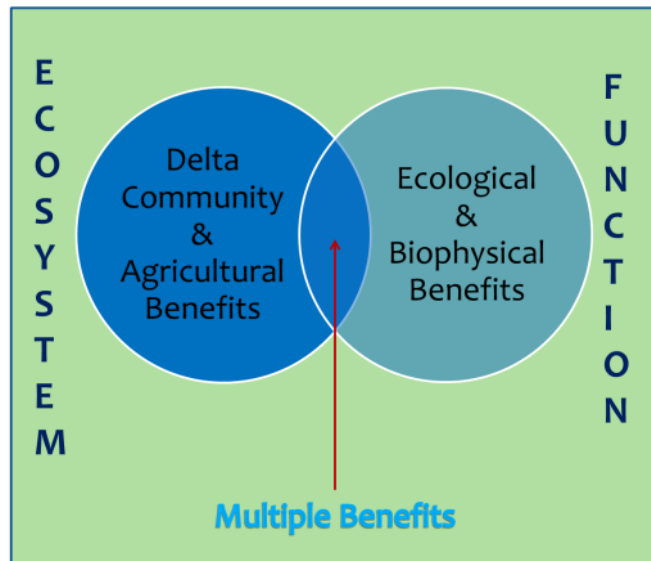 ECOSYSTEM
Delta
Community
&
Agricultural
Benefits
Ecological
&
Biophysical
Benefits
FUNCTION
Multiple Benefits